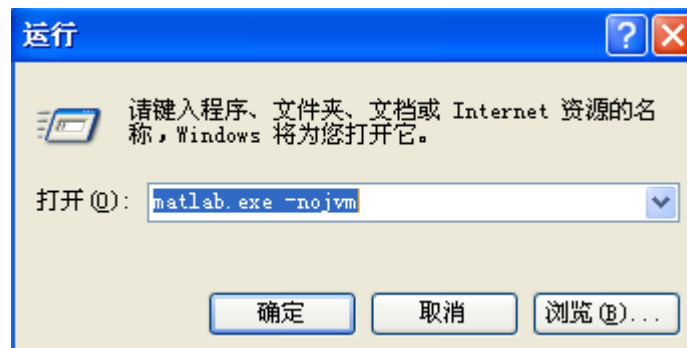 运行
请键入程序、文件夹、文档或 Internet 资源的名
称，Windows 将为您打开它。
打开(O): matlab.exe -nojvm
确定 取消 浏览(B)...